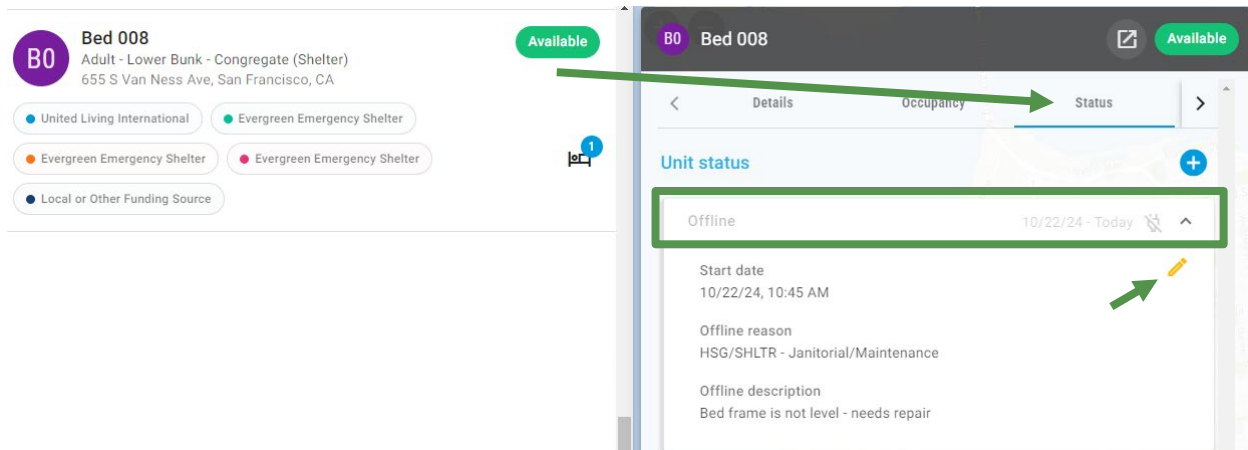 B0
Bed 008
Available
Adult - Lower Bunk - Congregate (Shelter)
655 S Van Ness Ave, San Francisco, CA
United Living International
Evergreen Emergency Shelter
Evergreen Emergency Shelter
Evergreen Emergency Shelter
1
Local or Other Funding Source
B0
Bed 008
Available
Details
Occupancy
Status
Unit status
Offline
10/22/24 - Today
Start date
10/22/24, 10:45 AM
Offline reason
HSG/SHLTR - Janitorial/Maintenance
Offline description
Bed frame is not level - needs repair